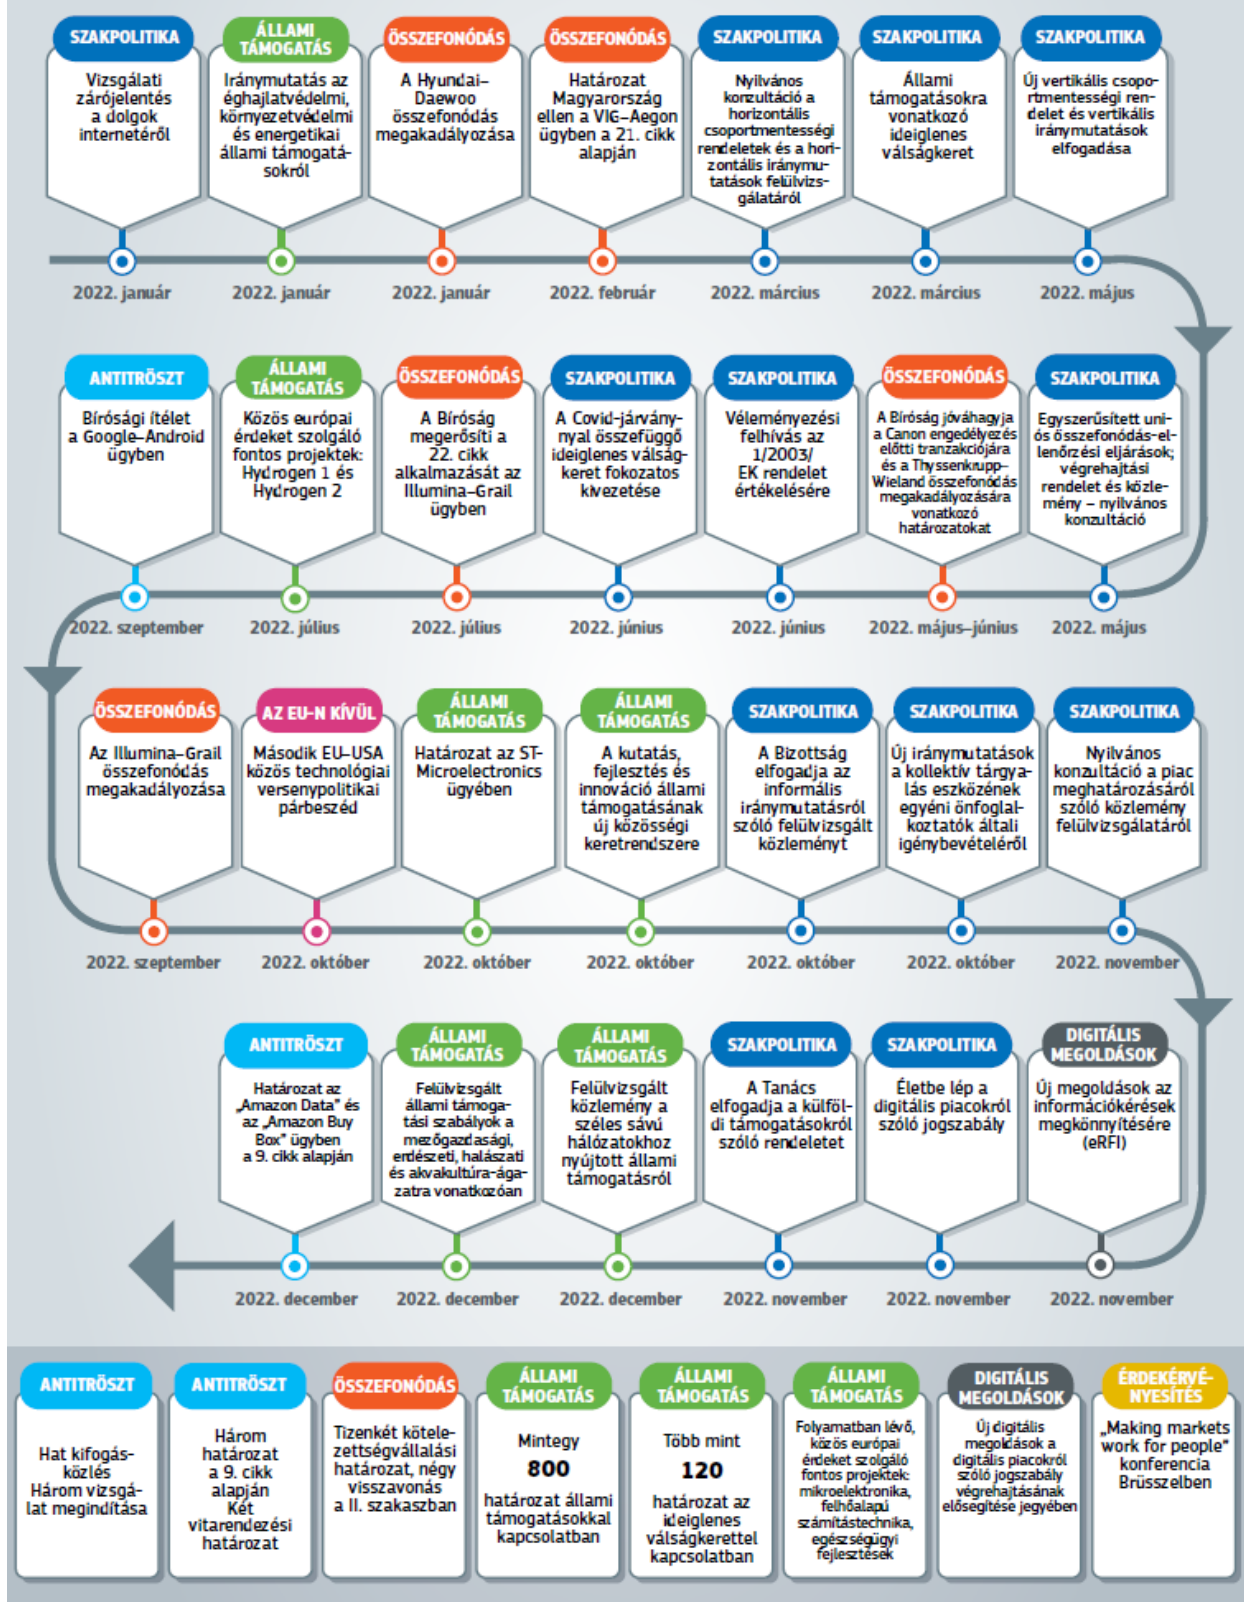 SZAKPOLITIKA
Vizsgálati
zárójelentés
a dolgok
internetéről
2022. január
ÁLLAMI
TÁMOGATÁS
Iránymutatás az
éghajlatvédelmi,
környezetvédelmi
és energetikai
állami támogatá-
sokról
2022. január
ÖSSZEFONÓDÁS
A Hyundai–
Daewoo
összefonódás
megakadályozása
2022. január
ÖSSZEFONÓDÁS
Határozat
Magyarország
ellen a VIG–Aegon
ügyben a 21. cikk
alapján
2022. február
SZAKPOLITIKA
Nyilvános
konzultáció a
horizontális
csoportmentességi
rendeletek és a hori-
zontális iránymu-
tatások felülvizs-
gálatáról
2022. március
SZAKPOLITIKA
Állami
támogatásokra
vonatkozó
ideiglenes
válságkeret
2022. március
SZAKPOLITIKA
Új vertikális csopo-
rtmentességi ren-
delet és vertikális
iránymutatások
elfogadása
2022. május
ANTITRÖSZT
Bírósági ítélet
a Google–Android
ügyben
2022. szeptember
ÁLLAMI
TÁMOGATÁS
Közös európai
érdeket szolgáló
fontos projektek:
Hydrogen 1 és
Hydrogen 2
2022. július
ÖSSZEFONÓDÁS
A Bíróság
megerősíti a
22. cikk
alkalmazását az
Illumina–Grail
ügyben
2022. július
SZAKPOLITIKA
A Covid-járvány-
nyal összefüggő
ideiglenes válság-
keret fokozatos
kivezetése
2022. június
SZAKPOLITIKA
Véleményezési
felhívás az
1/2003/
EK rendelet
értékelésére
2022. június
ÖSSZEFONÓDÁS
A Bíróság jóváhagyja
a Canon engedélyezés
előtti tranzakciójára
és a Thyssenkrupp–
Wieland összefonódás
megakadályozására
vonatkozó
határozatokat
2022. május–június
SZAKPOLITIKA
Egyszerűsített uni-
ós összefonódás-el-
lenőrzési eljárások;
végrehajtási
rendelet és közle-
mény – nyilvános
konzultáció
2022. május
ÖSSZEFONÓDÁS
Az Illumina–Grail
összefonódás
megakadályozása
2022. szeptember
AZ EU-N KÍVÜL
Második EU–USA
közös technológiai
versenypolitikai
párbeszéd
2022. október
ÁLLAMI
TÁMOGATÁS
Határozat az ST-
Microelectronics
ügyében
2022. október
ÁLLAMI
TÁMOGATÁS
A kutatás,
fejlesztés és
innováció állami
támogatásának
új közösségi
keretrendszere
2022. október
SZAKPOLITIKA
A Bizottság
elfogadja az
informális
iránymutatásról
szóló felülvizsgált
közleményt
2022. október
SZAKPOLITIKA
Új iránymutatások
a kollektív tárgya-
lás eszközének
egyéni önfoglal-
koztatók általi
igénybevételéről
2022. október
SZAKPOLITIKA
Nyilvános
konzultáció a piac
meghatározásáról
szóló közlemény
felülvizsgálatáról
2022. november
ANTITRÖSZT
Határozat az
„Amazon Data” és
az „Amazon Buy
Box” ügyben
a 9. cikk alapján
2022. december
ÁLLAMI
TÁMOGATÁS
Felülvizsgált
állami támoga-
tási szabályok a
mezőgazdasági,
erdészeti, halászati
és akvakultúra-ága-
zatra vonatkozóan
2022. december
ÁLLAMI
TÁMOGATÁS
Felülvizsgált
közlemény a
széles sávú
hálózatokhoz
nyújtott állami
támogatásról
2022. december
SZAKPOLITIKA
A Tanács
elfogadja a külföl-
di támogatásokról
szóló rendeletet
2022. november
SZAKPOLITIKA
Életbe lép a
digitális piacokról
szóló jogszabály
2022. november
DIGITÁLIS
MEGOLDÁSOK
Új megoldások az
információkérések
megkönnyítésére
(eRFI)
2022. november
ANTITRÖSZT
Hat kifogás-
közlés
Három vizsgá-
lat megindítása
ANTITRÖSZT
Három
határozat
a 9. cikk
alapján
Két
vitarendezési
határozat
ÖSSZEFONÓDÁS
Tizenkét kötele-
zettségvállalási
határozat, négy
visszavonás
a II. szakaszban
ÁLLAMI
TÁMOGATÁS
Mintegy
800
határozat állami
támogatásokkal
kapcsolatban
ÁLLAMI
TÁMOGATÁS
Több mint
120
határozat az
ideiglenes
válságkerettel
kapcsolatban
ÁLLAMI
TÁMOGATÁS
Folyamatban lévő,
közös európai
érdeket szolgáló
fontos projektek:
mikroelektronika,
felhőalapú
számítástechnika,
egészségügyi
fejlesztések
DIGITÁLIS
MEGOLDÁSOK
Új digitális
megoldások a
digitális piacokról
szóló jogszabály
végrehajtásának
elősegítése jegyében
ÉRDEKÉRVÉ-
NYESÍTÉS
„Making markets
work for people”
konferencia
Brüsszelben